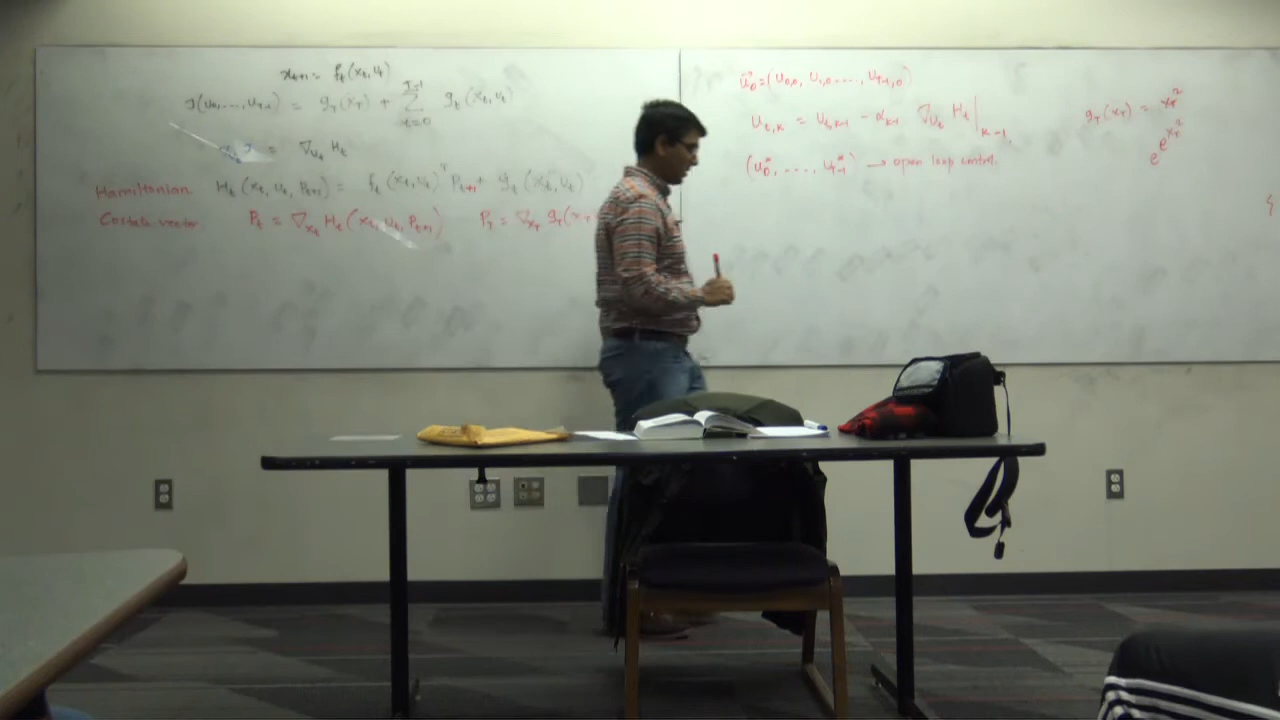 x_{t+1} = f_t(x_t, u_t)
J(u_0, ..., u_{T-1}) = g_T(x_T) + \sum_{t=0}^{T-1} g_t(x_t, u_t)
= ∇_{u_t} H_t
Hamiltonian H_t(x_t, u_t, P_{t+1}) = f_t(x_t, u_t)^T P_{t+1} + g_t(x_t, u_t)
Costate vector P_t = ∇_{x_t} H_t(x_t, u_t, P_{t+1}) P_T = ∇_{x_T} g_T(x_T
\vec{u}_0 = (u_{0,0}, u_{1,0}, ..., u_{T-1,0})
u_{t,k} = u_{t,k-1} - α_{k-1} ∇_{u_t} H_t |_{k-1}
(u_0^*, ..., u_{T-1}^*) → open loop control.
g_T(x_T) = x_T^2
e^{e^{x_T^2}}
{